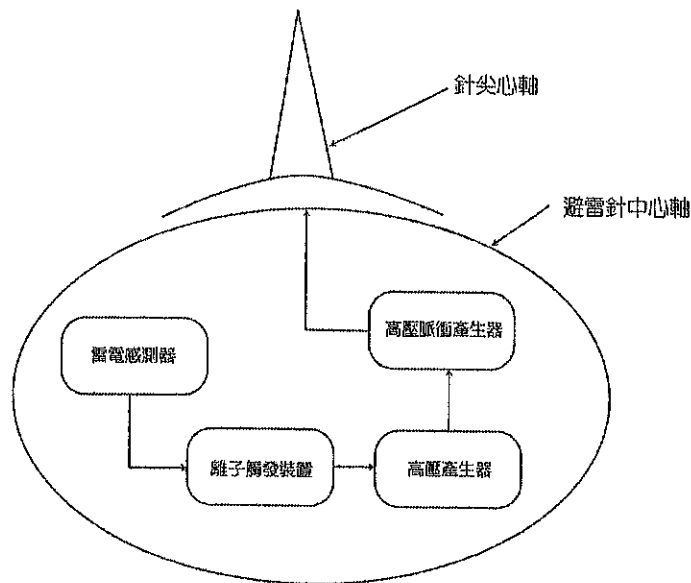 針尖心軸
避雷針中心軸
高壓脈衝產生器
雷電感測器
離子觸發裝置
高壓產生器